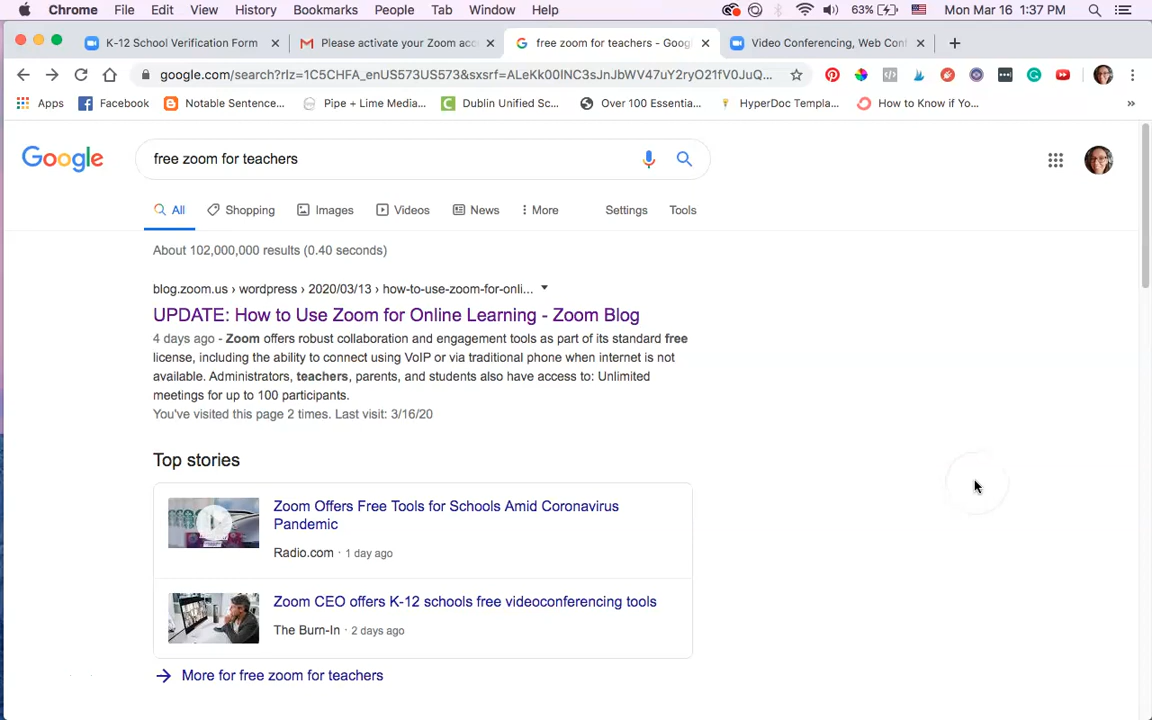 Chrome File Edit View History Bookmarks People Tab Window Help 63% Mon Mar 16 1:37 PM
K-12 School Verification Form Please activate your Zoom acc free zoom for teachers - Goog Video Conferencing, Web Conf
google.com/search?rlz=1C5CHFA_enUS573US573&sxsrf=ALeKk00lNC3sJnJbWV47uY2ryO21fV0JuQ...
Apps Facebook Notable Sentence... Pipe + Lime Media... Dublin Unified Sc... Over 100 Essentia... HyperDoc Templa... How to Know if Yo... »
Google free zoom for teachers
All Shopping Images Videos News More Settings Tools
About 102,000,000 results (0.40 seconds)
blog.zoom.us › wordpress › 2020/03/13 › how-to-use-zoom-for-onli...
UPDATE: How to Use Zoom for Online Learning - Zoom Blog
4 days ago - Zoom offers robust collaboration and engagement tools as part of its standard free
license, including the ability to connect using VoIP or via traditional phone when internet is not
available. Administrators, teachers, parents, and students also have access to: Unlimited
meetings for up to 100 participants.
You've visited this page 2 times. Last visit: 3/16/20
Top stories
Zoom Offers Free Tools for Schools Amid Coronavirus
Pandemic
Radio.com · 1 day ago
Zoom CEO offers K-12 schools free videoconferencing tools
The Burn-In · 2 days ago
More for free zoom for teachers